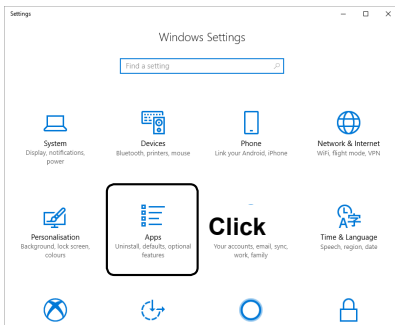 Settings
Windows Settings
Find a setting
System
Display, notifications,
power
Devices
Bluetooth, printers, mouse
Phone
Link your Android, iPhone
Network & Internet
WiFi, flight mode, VPN
Personalisation
Background, lock screen,
colours
Apps
Uninstall, defaults, optional
features
Click
Your accounts, email, sync,
work, family
Time & Language
Speech, region, date
A字